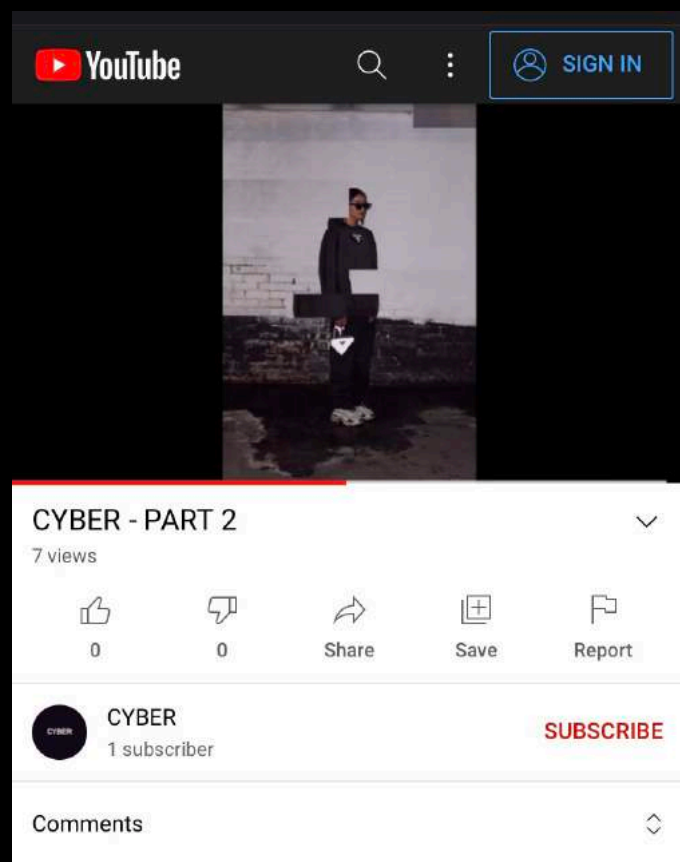 YouTube
SIGN IN
CYBER - PART 2
7 views
0
0
Share
Save
Report
CYBER
CYBER
1 subscriber
SUBSCRIBE
Comments